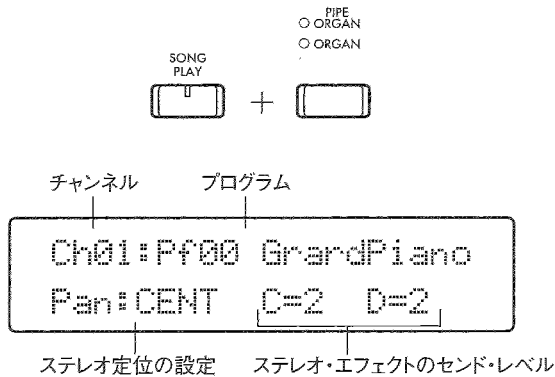 PIPE
ORGAN
ORGAN
SONG
PLAY
+
チャンネル プログラム
Ch01:Pf00 GrandPiano
Pan:CENT C=2 D=2
ステレオ定位の設定 ステレオ・エフェクトのセンド・レベル